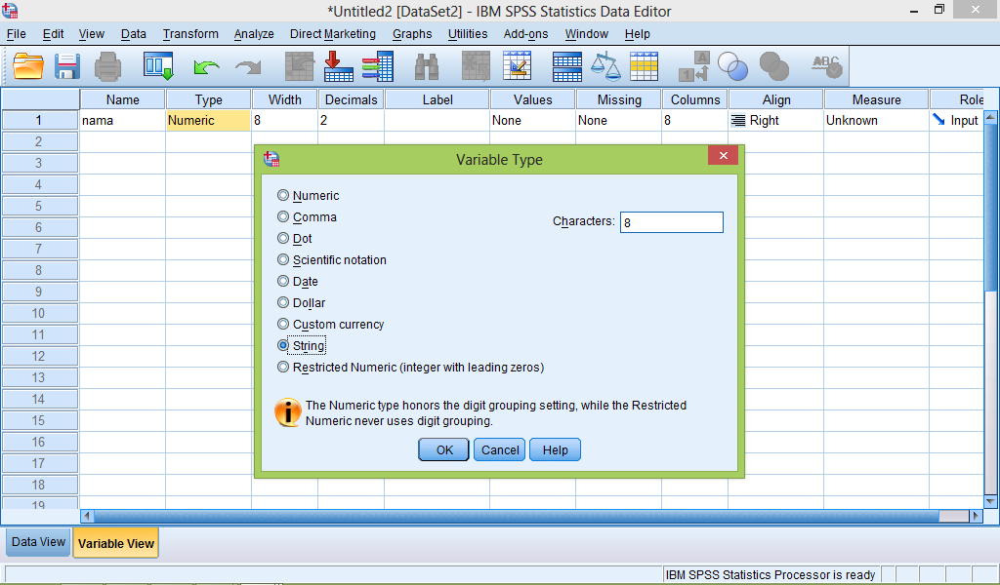 *Untitled2 [DataSet2] - IBM SPSS Statistics Data Editor
File Edit View Data Transform Analyze Direct Marketing Graphs Utilities Add-ons Window Help
A
1
ABC
Name Type Width Decimals Label Values Missing Columns Align Measure Role
1 nama Numeric 8 2 None None 8 Right Unknown Input
2
3
4
5
6
7
8
9
10
11
12
13
14
15
16
17
18
19
Variable Type
Numeric
Comma
Characters: 8
Dot
Scientific notation
Date
Dollar
Custom currency
String
Restricted Numeric (integer with leading zeros)
The Numeric type honors the digit grouping setting, while the Restricted
Numeric never uses digit grouping.
OK Cancel Help
Data View Variable View
IBM SPSS Statistics Processor is ready